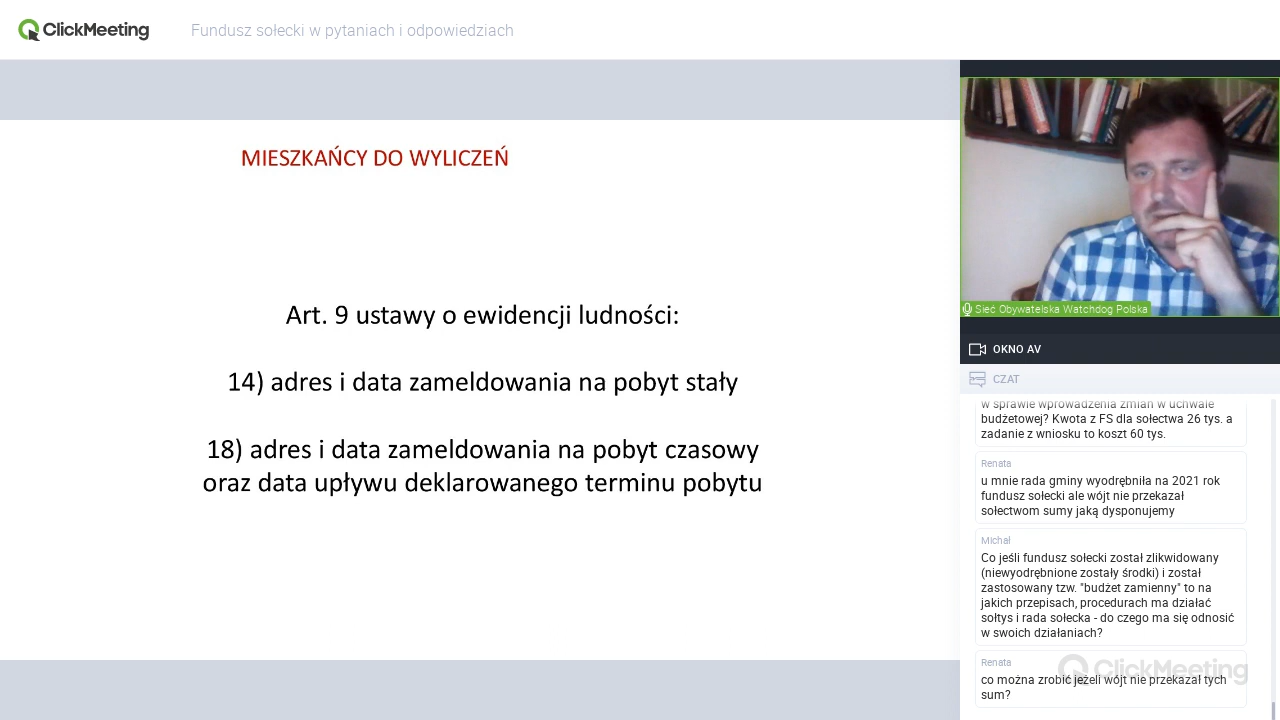 ClickMeeting
Fundusz sołecki w pytaniach i odpowiedziach
MIESZKAŃCY DO WYLICZEŃ
Art. 9 ustawy o ewidencji ludności:
14) adres i data zameldowania na pobyt stały
18) adres i data zameldowania na pobyt czasowy
oraz data upływu deklarowanego terminu pobytu
Sieć Obywatelska Watchdog Polska
OKNO AV
CZAT
w sprawie wprowadzenia zmian w uchwale
budżetowej? Kwota z FS dla sołectwa 26 tys. a
zadanie z wniosku to koszt 60 tys.
Renata
u mnie rada gminy wyodrębniła na 2021 rok
fundusz sołecki ale wójt nie przekazał
sołectwom sumy jaką dysponujemy
Michał
Co jeśli fundusz sołecki został zlikwidowany
(niewyodrębnione zostały środki) i został
zastosowany tzw. "budżet zamienny" to na
jakich przepisach, procedurach ma działać
sołtys i rada sołecka - do czego ma się odnosić
w swoich działaniach?
Renata
co można zrobić jeżeli wójt nie przekazał tych
sum?
ClickMeeting